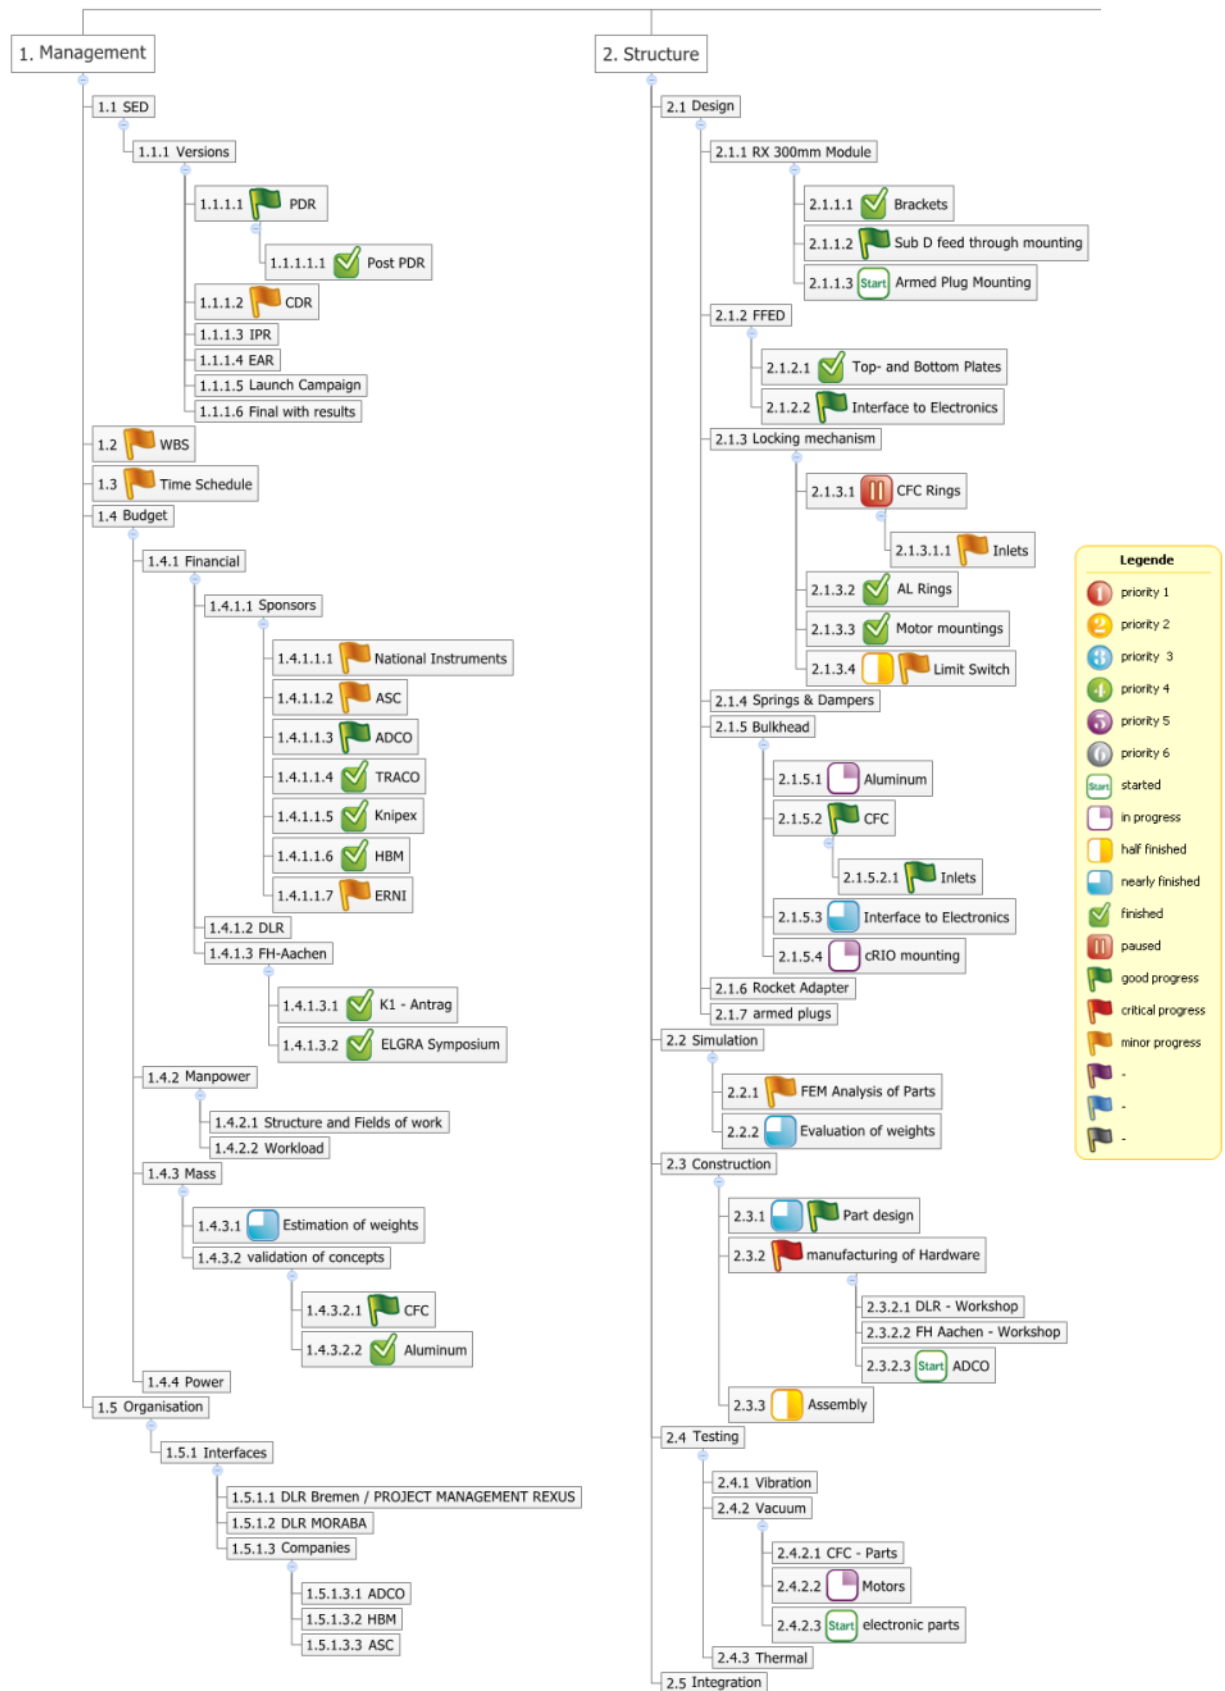 1. Management
1.1 SED
1.1.1 Versions
1.1.1.1 PDR
1.1.1.1.1 Post PDR
1.1.1.2 CDR
1.1.1.3 IPR
1.1.1.4 EAR
1.1.1.5 Launch Campaign
1.1.1.6 Final with results
1.2 WBS
1.3 Time Schedule
1.4 Budget
1.4.1 Financial
1.4.1.1 Sponsors
1.4.1.1.1 National Instruments
1.4.1.1.2 ASC
1.4.1.1.3 ADCO
1.4.1.1.4 TRACO
1.4.1.1.5 Knipex
1.4.1.1.6 HBM
1.4.1.1.7 ERNI
1.4.1.2 DLR
1.4.1.3 FH-Aachen
1.4.1.3.1 K1 - Antrag
1.4.1.3.2 ELGRA Symposium
1.4.2 Manpower
1.4.2.1 Structure and Fields of work
1.4.2.2 Workload
1.4.3 Mass
1.4.3.1 Estimation of weights
1.4.3.2 validation of concepts
1.4.3.2.1 CFC
1.4.3.2.2 Aluminum
1.4.4 Power
1.5 Organisation
1.5.1 Interfaces
1.5.1.1 DLR Bremen / PROJECT MANAGEMENT REXUS
1.5.1.2 DLR MORABA
1.5.1.3 Companies
1.5.1.3.1 ADCO
1.5.1.3.2 HBM
1.5.1.3.3 ASC
2. Structure
2.1 Design
2.1.1 RX 300mm Module
2.1.1.1 Brackets
2.1.1.2 Sub D feed through mounting
2.1.1.3 Start Armed Plug Mounting
2.1.2 FFED
2.1.2.1 Top- and Bottom Plates
2.1.2.2 Interface to Electronics
2.1.3 Locking mechanism
2.1.3.1 CFC Rings
2.1.3.1.1 Inlets
2.1.3.2 AL Rings
2.1.3.3 Motor mountings
2.1.3.4 Limit Switch
2.1.4 Springs & Dampers
2.1.5 Bulkhead
2.1.5.1 Aluminum
2.1.5.2 CFC
2.1.5.2.1 Inlets
2.1.5.3 Interface to Electronics
2.1.5.4 cRIO mounting
2.1.6 Rocket Adapter
2.1.7 armed plugs
2.2 Simulation
2.2.1 FEM Analysis of Parts
2.2.2 Evaluation of weights
2.3 Construction
2.3.1 Part design
2.3.2 manufacturing of Hardware
2.3.2.1 DLR - Workshop
2.3.2.2 FH Aachen - Workshop
2.3.2.3 Start ADCO
2.3.3 Assembly
2.4 Testing
2.4.1 Vibration
2.4.2 Vacuum
2.4.2.1 CFC - Parts
2.4.2.2 Motors
2.4.2.3 Start electronic parts
2.4.3 Thermal
2.5 Integration
Legende
1 priority 1
2 priority 2
3 priority 3
4 priority 4
5 priority 5
6 priority 6
Start started
in progress
half finished
nearly finished
finished
paused
good progress
critical progress
minor progress
-
-
-